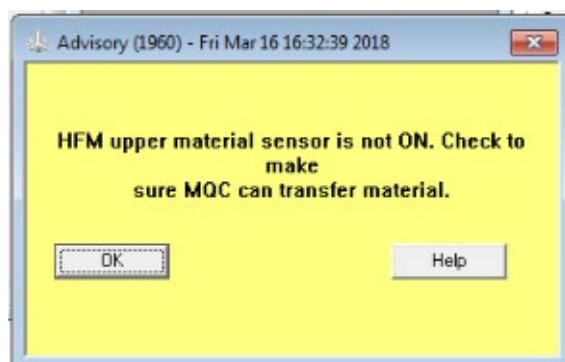 Advisory (1960) - Fri Mar 16 16:32:39 2018
HFM upper material sensor is not ON. Check to
make
sure MQC can transfer material.
OK
Help